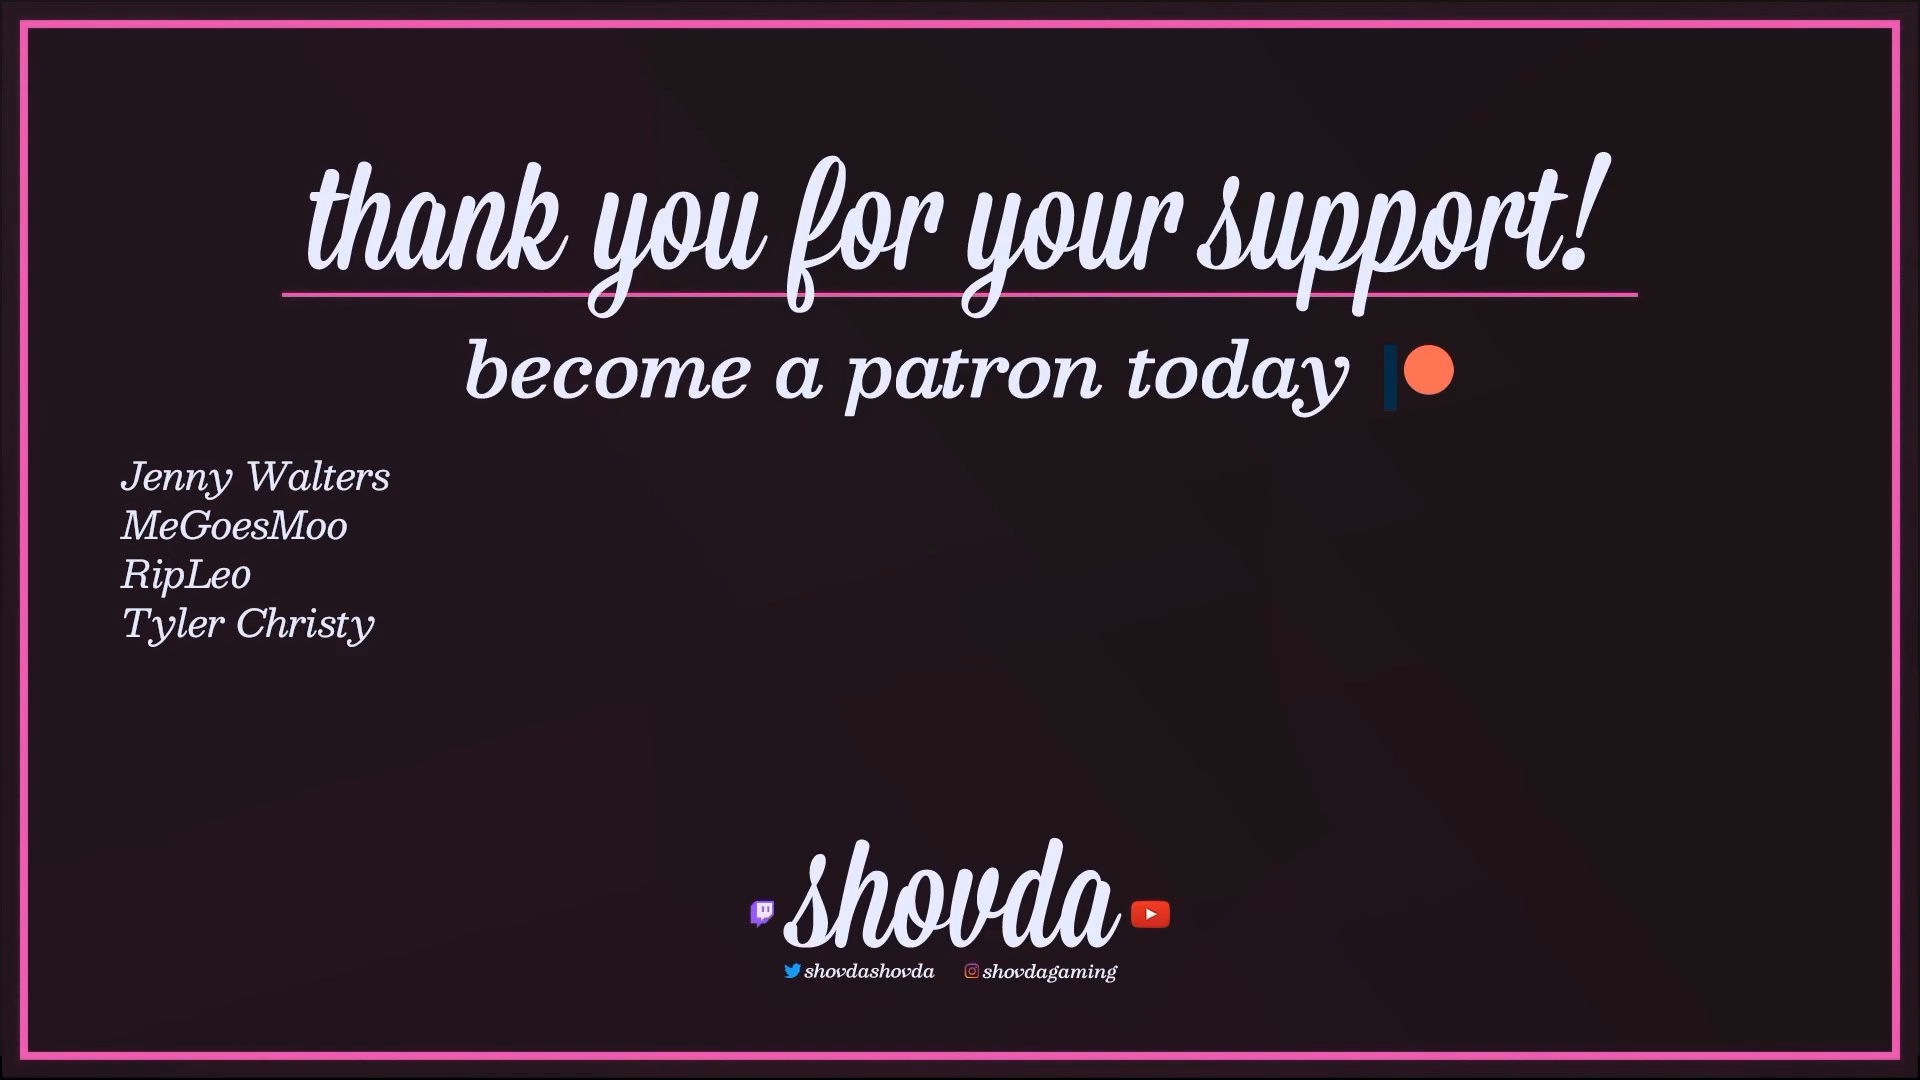 thank you for your support!
become a patron today
Jenny Walters
MeGoesMoo
RipLeo
Tyler Christy
shovda
shovdashovda shovdagaming